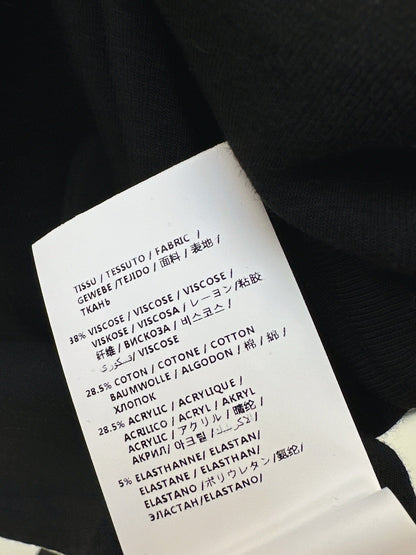 TISSU / TESSUTO / FABRIC /
GEWEBE /TEJIDO / 面料 / 表地 /
ТКАНЬ
38% VISCOSE / VISCOSE / VISCOSE /
VISKOSE / VISCOSA / レーヨン/粘胶
纤维 / ВИСКОЗА / 비스코스 /
/ VISCOSE
28.5% COTON / COTONE / COTTON
BAUMWOLLE / ALGODON / 棉 / 綿 /
ХЛОПОК
28.5% ACRYLIC / ACRYLIQUE /
ACRILICO / ACRYL / AKRYL
ACRYLIC / アクリル / 腈纶 /
АКРИЛ / 아크릴 /
5% ELASTHANNE/ ELASTAN/
ELASTANE / ELASTHAN/
ELASTANO /ポリウレタン/氨纶/
ЭЛАСТАН/ELASTANO/